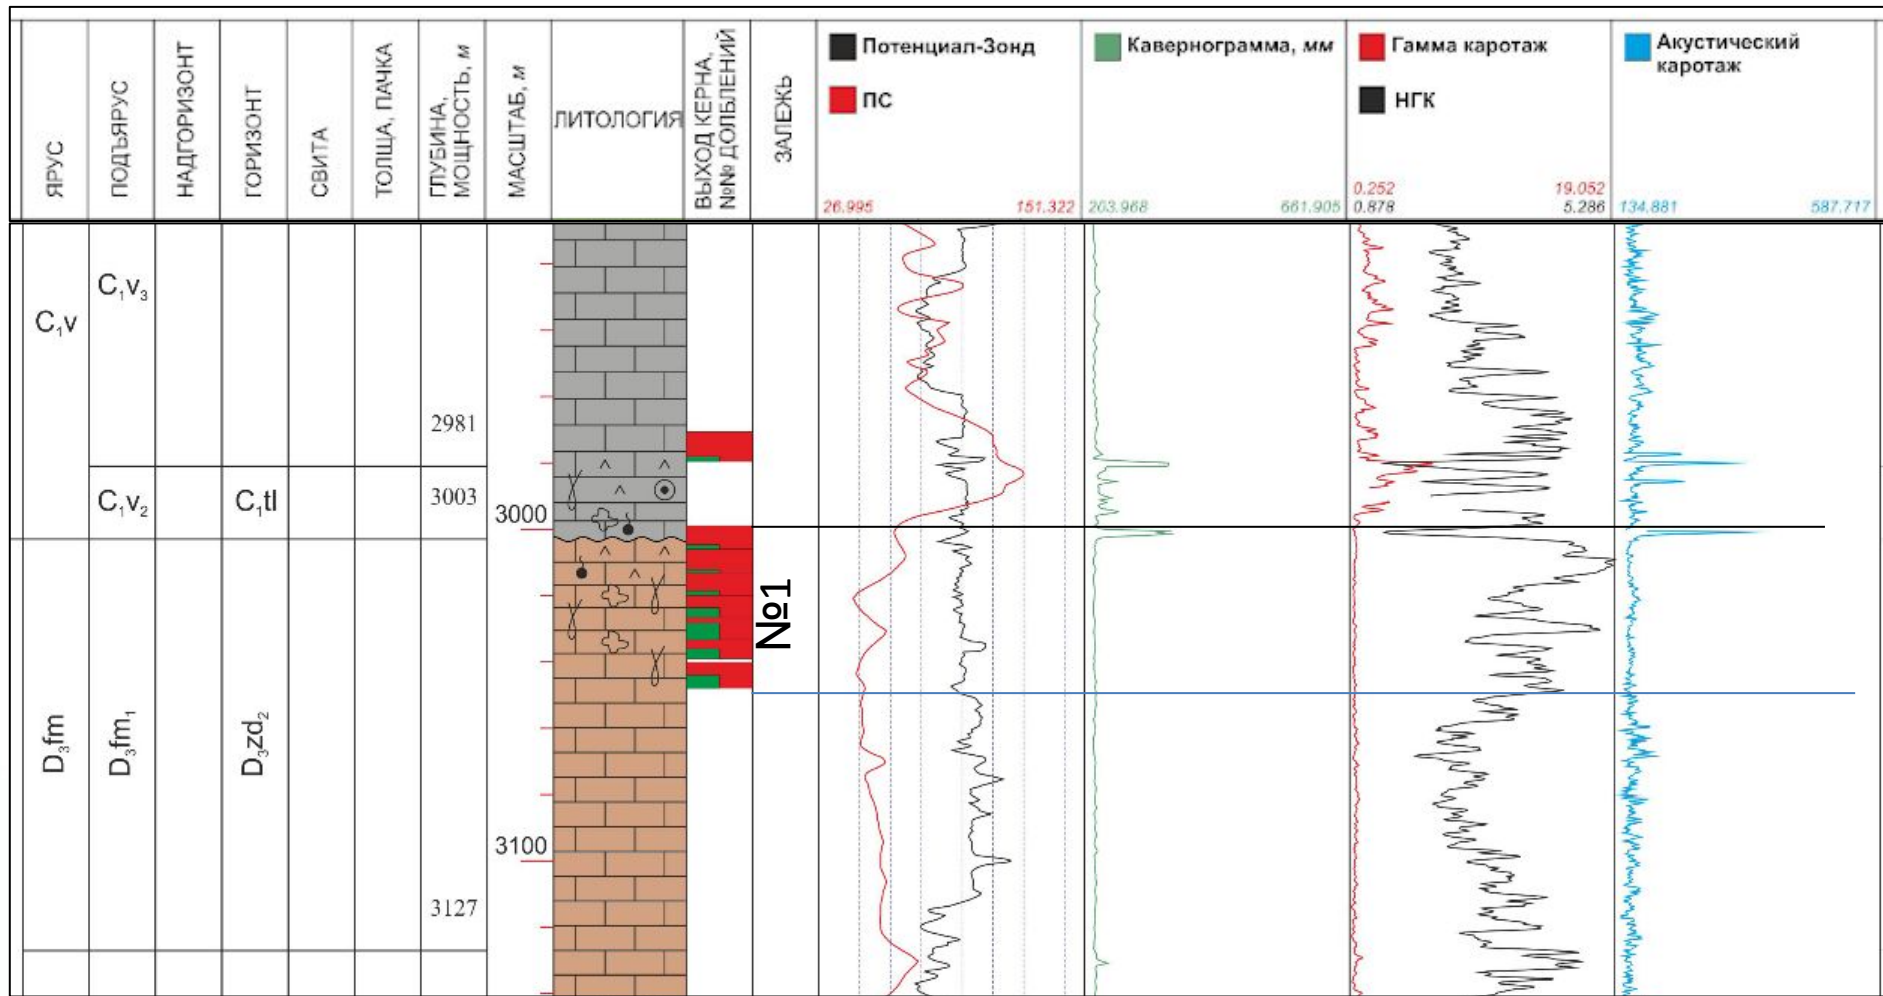 ЯРУС
ПОДЪЯРУС
НАДГОРИЗОНТ
ГОРИЗОНТ
СВИТА
ТОЛЩА, ПАЧКА
ГЛУБИНА,
МОЩНОСТЬ, м
МАСШТАБ, м
ЛИТОЛОГИЯ
ВЫХОД КЕРНА,
№№ ДОЛБЛЕНИЙ
ЗАЛЕЖЬ
Потенциал-Зонд
ПС
26.995 151.322
Кавернограмма, мм
203.968 661.905
Гамма каротаж
НГК
0.252 19.052
0.878 5.286
Акустический
каротаж
134.881 587.717
C₁v
C₁v₃
2981
C₁v₂
C₁tl
3003
3000
№1
D₃fm
D₃fm₁
D₃zd₂
3100
3127